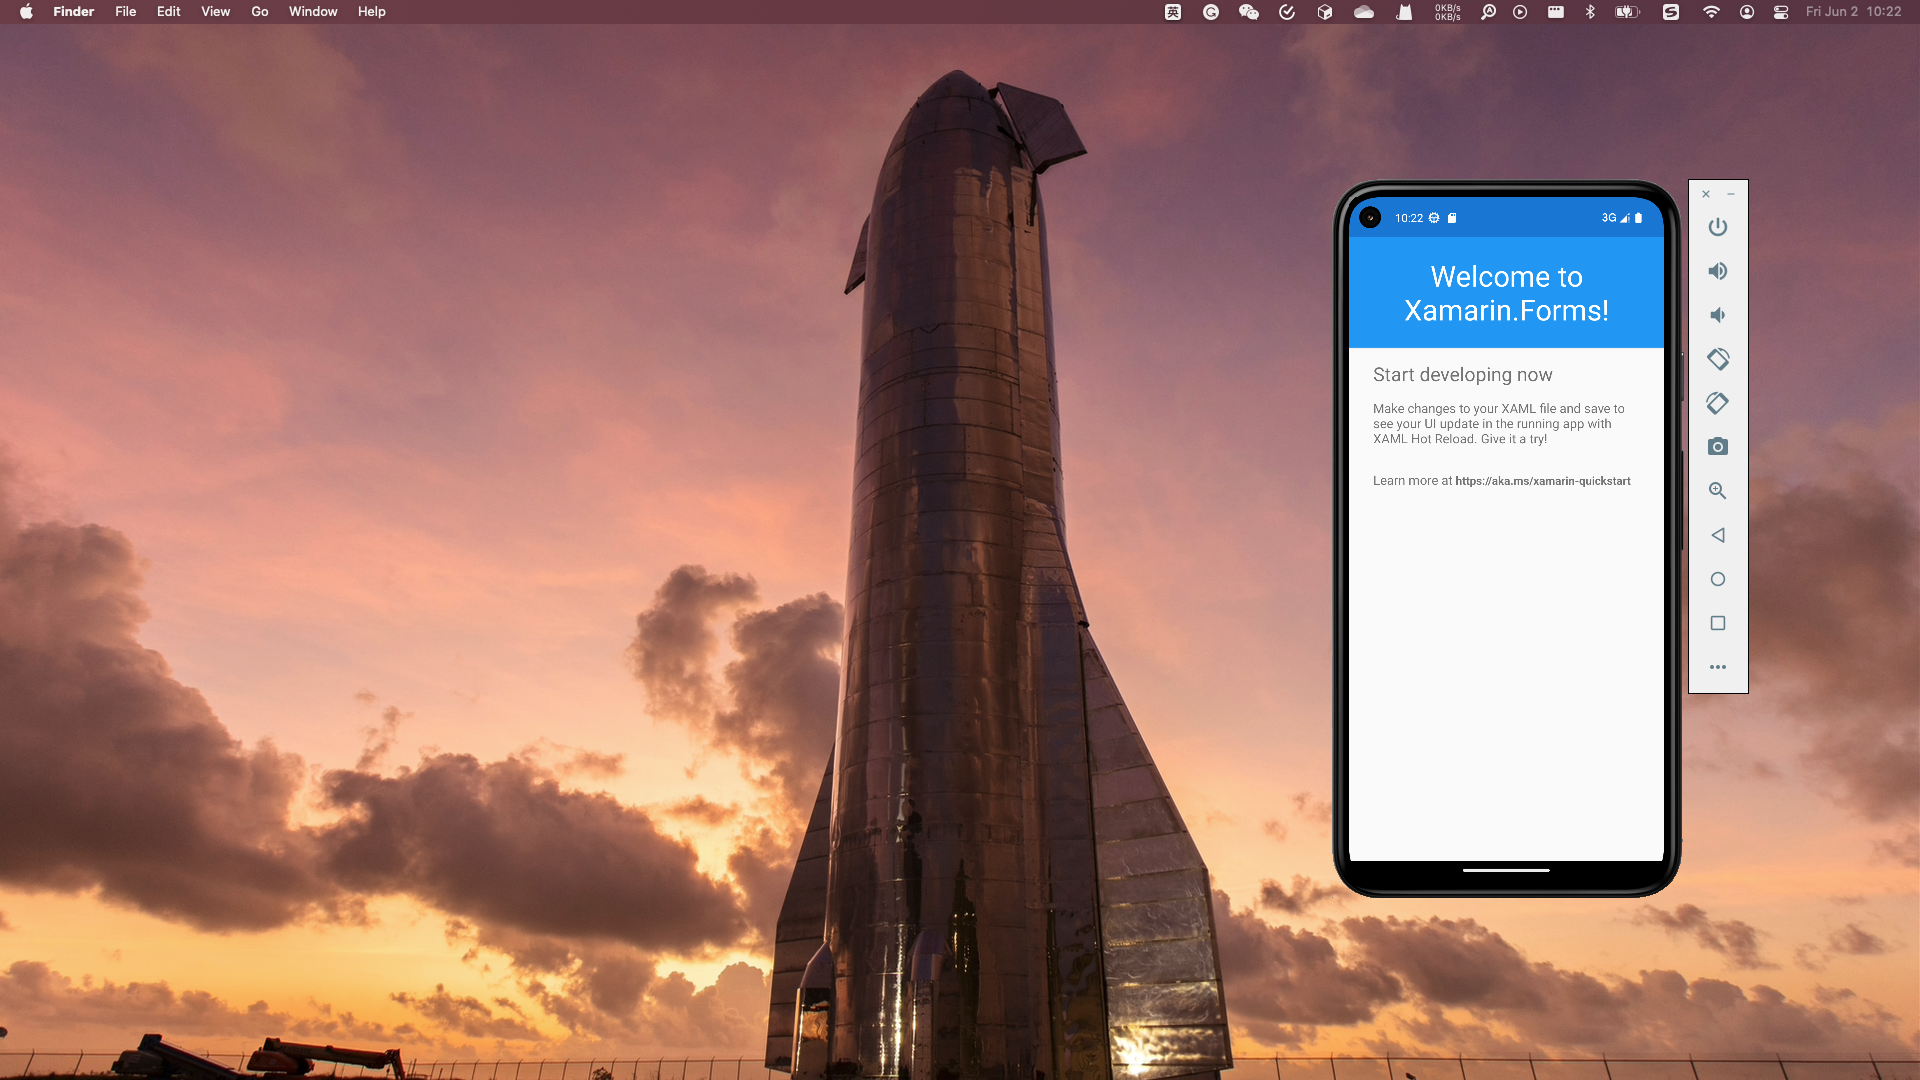 Finder File Edit View Go Window Help 英 0KB/s Fri Jun 2 10:22
0KB/s
10:22 3G
Welcome to
Xamarin.Forms!
Start developing now
Make changes to your XAML file and save to
see your UI update in the running app with
XAML Hot Reload. Give it a try!
Learn more at https://aka.ms/xamarin-quickstart